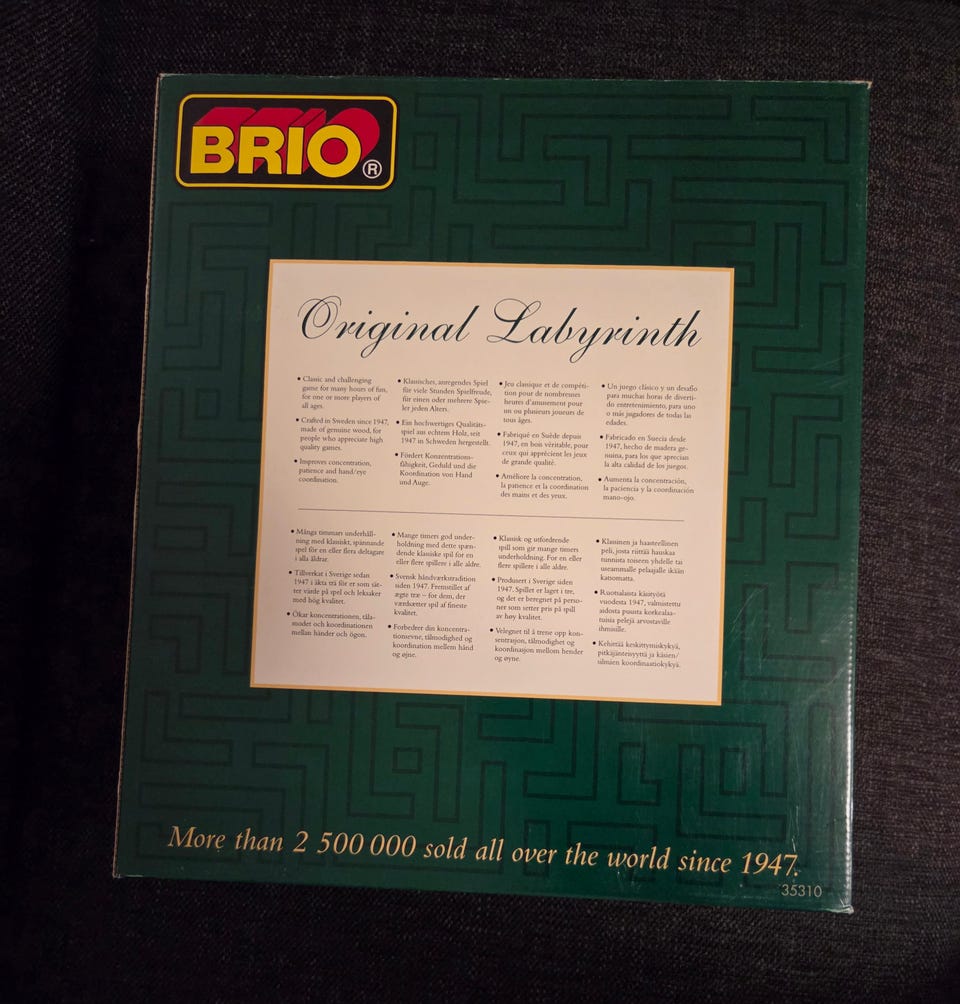 BRIO®
Original Labyrinth
• Classic and challenging
game for many hours of fun,
for one or more players of
all ages.
• Crafted in Sweden since 1947,
made of genuine wood, for
people who appreciate high
quality games.
• Improves concentration,
patience and hand/eye
coordination.
• Klassisches, anregendes Spiel
für viele Stunden Spielfreude,
für einen oder mehrere Spie-
ler jeden Alters.
• Ein hochwertiges Qualitäts-
spiel aus echtem Holz, seit
1947 in Schweden hergestellt.
• Fördert Konzentrations-
fähigkeit, Geduld und die
Koordination von Hand
und Auge.
• Jeu classique et de compéti-
tion pour de nombreuses
heures d'amusement pour
un ou plusieurs joueurs de
tous âges.
• Fabriqué en Suède depuis
1947, en bois véritable, pour
ceux qui apprécient les jeux
de grande qualité.
• Améliore la concentration,
la patience et la coordination
des mains et des yeux.
• Un juego clásico y un desafío
para muchas horas de diverti-
do entretenimiento, para uno
o más jugadores de todas las
edades.
• Fabricado en Suecia desde
1947, hecho de madera ge-
nuina, para los que aprecian
la alta calidad de los juegos.
• Aumenta la concentración,
la paciencia y la coordinación
mano-ojo.
• Många timmars underhåll-
ning med klassiskt, spännande
spel för en eller flera deltagare
i alla åldrar.
• Tillverkat i Sverige sedan
1947 i äkta trä för er som sät-
ter värde på spel och leksaker
med hög kvalitet.
• Ökar koncentrationen, tåla-
modet och koordinationen
mellan händer och ögon.
• Mange timers god under-
holdning med dette spæn-
dende klassiske spil for en
eller flere spillere i alle aldre.
• Svensk håndværkstradition
siden 1947. Fremstillet af
ægte træ – for dem, der
værdsætter spil af fineste
kvalitet.
• Forbedrer din koncentra-
tionsevne, tålmodighed og
koordination mellem hånd
og øjne.
• Klassisk og utfordrende
spill som gir mange timers
underholdning. For en eller
flere spillere i alle aldre.
• Produsert i Sverige siden
1947. Spillet er laget i tre,
og det er beregnet på perso-
ner som setter pris på spill
av høy kvalitet.
• Velegnet til å trene opp kon-
sentrasjon, tålmodighet og
koordinasjon mellom hender
og øyne.
• Klassinen ja haasteellinen
peli, josta riittää hauskaa
tunnista toiseen yhdelle tai
useammalle pelaajalle ikään
katsomatta.
• Ruotsalaista käsityötä
vuodesta 1947, valmistettu
aidosta puusta korkealaa-
tuisia pelejä arvostaville
ihmisille.
• Kehittää keskittymiskykyä,
pitkäjänteisyyttä ja käsien/
silmien koordinaatiokykyä.
More than 2 500 000 sold all over the world since 1947.
35310